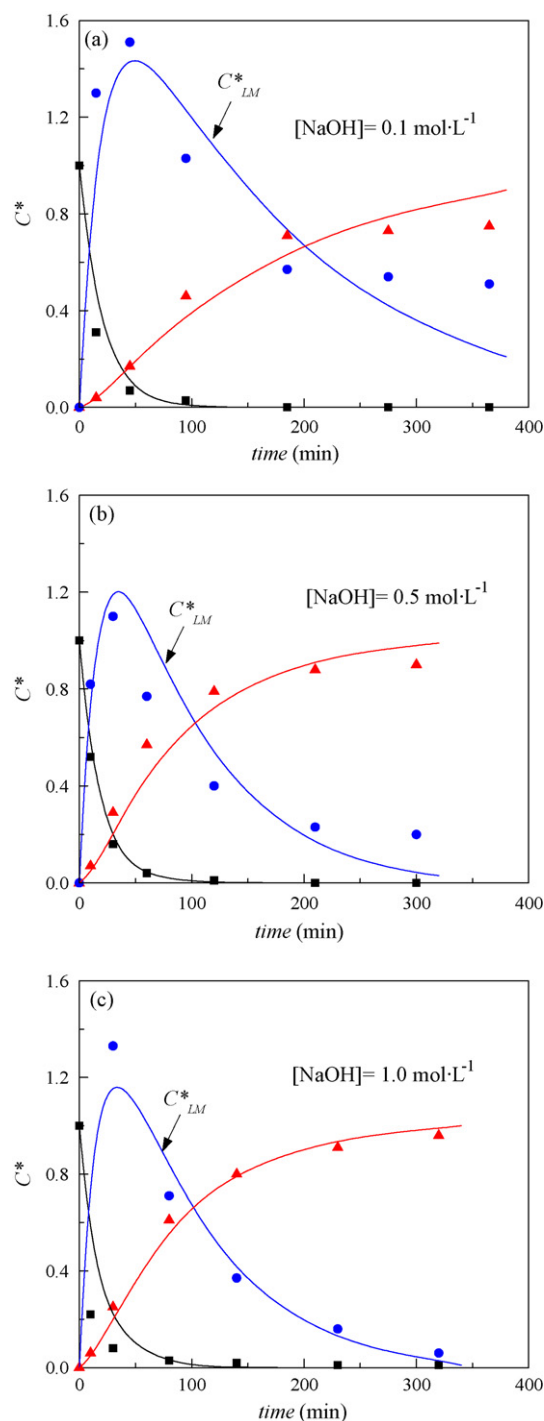 (a)
C*LM
[NaOH]= 0.1 mol·L-1
C*
1.6
1.2
0.8
0.4
0.0
0 100 200 300 400
time (min)
(b)
C*LM
[NaOH]= 0.5 mol·L-1
C*
1.6
1.2
0.8
0.4
0.0
0 100 200 300 400
time (min)
(c)
C*LM
[NaOH]= 1.0 mol·L-1
C*
1.6
1.2
0.8
0.4
0.0
0 100 200 300 400
time (min)